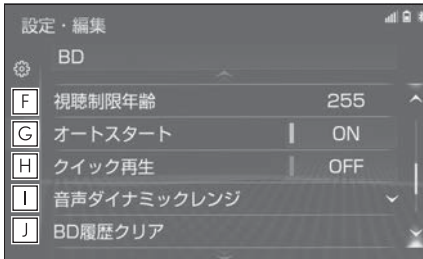 設定・編集
BD
F 視聴制限年齢 255
G オートスタート ON
H クイック再生 OFF
I 音声ダイナミックレンジ
J BD履歴クリア